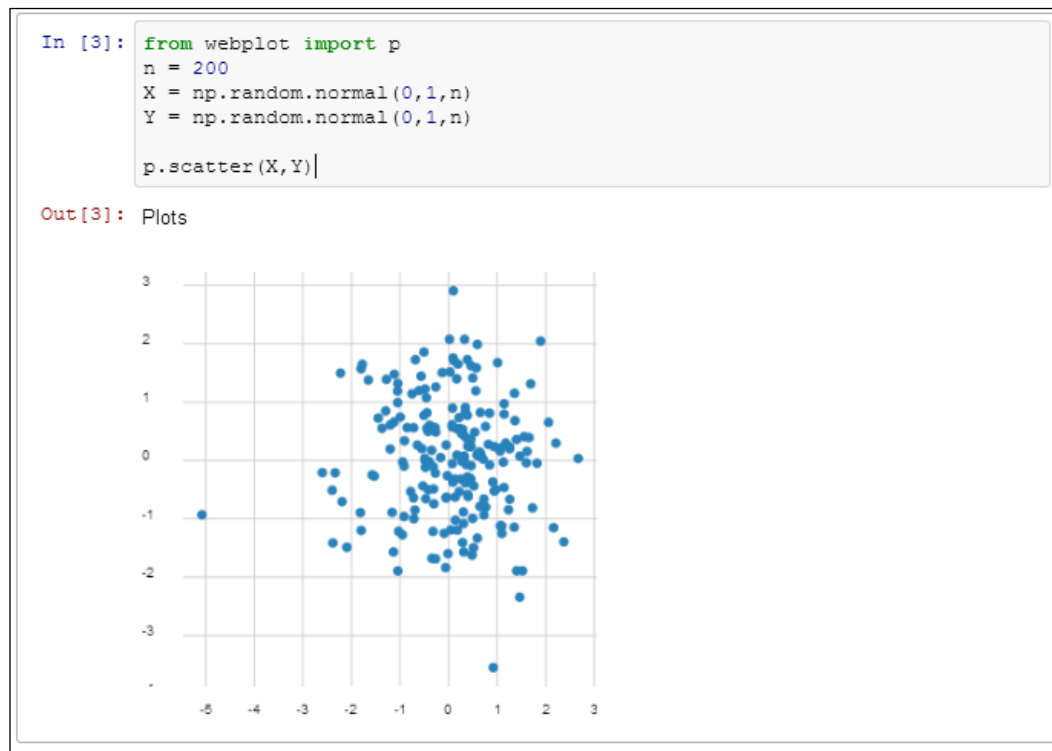 In [3]: from webplot import p
n = 200
X = np.random.normal(0,1,n)
Y = np.random.normal(0,1,n)
p.scatter(X,Y)
Out[3]: Plots
3
2
1
0
-1
-2
-3
-
-5 -4 -3 -2 -1 0 1 2 3